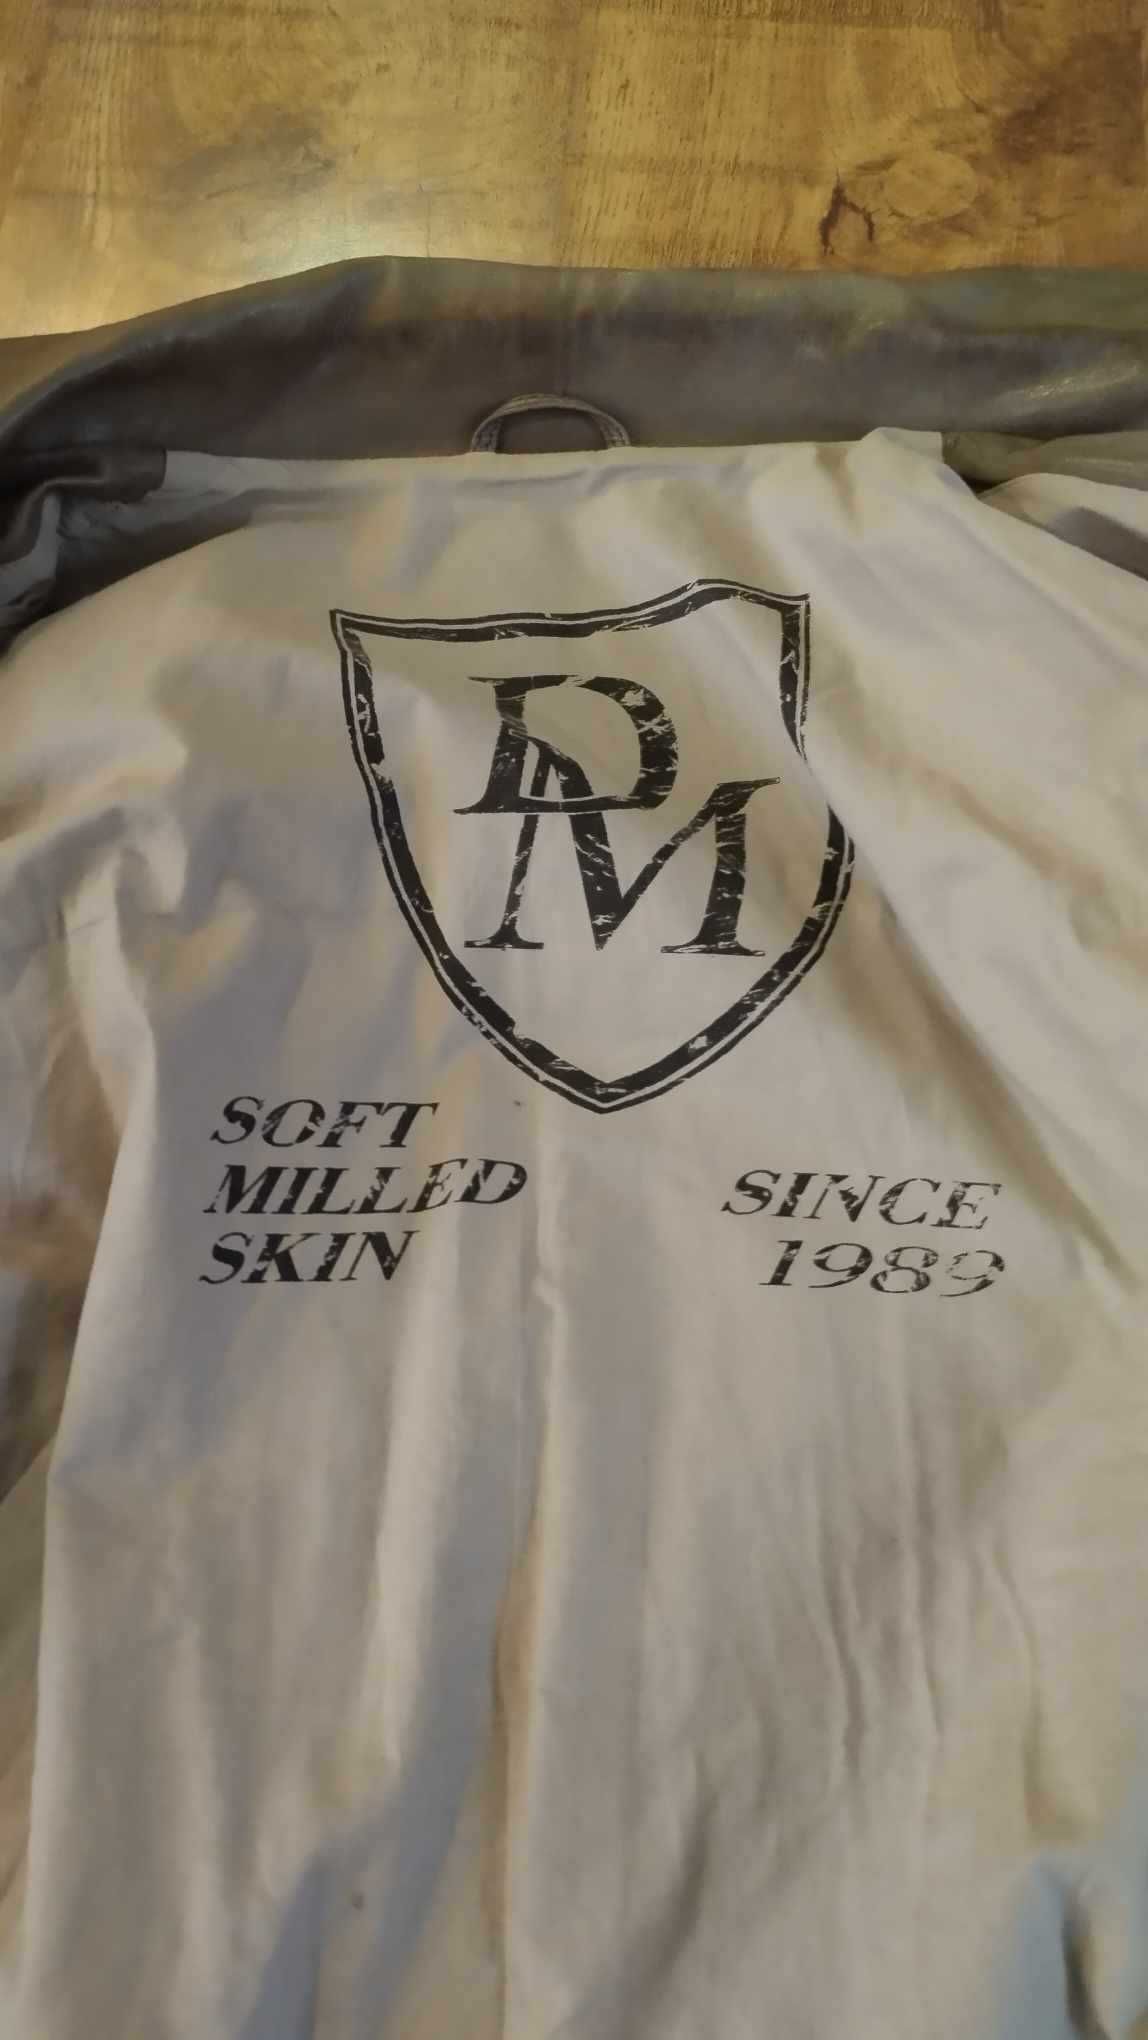 DM
SOFT
MILLED
SKIN
SINCE
1989